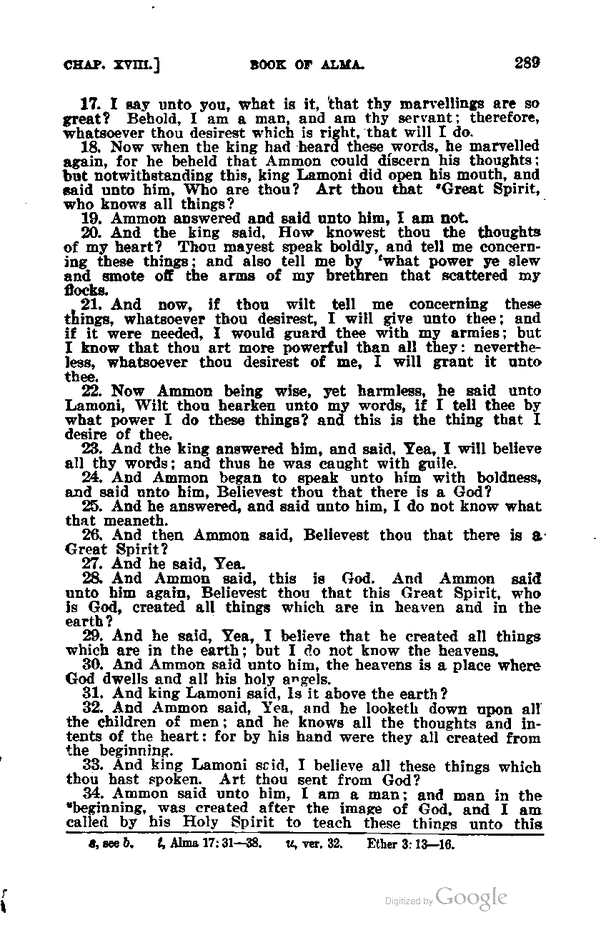 CHAP. XVIII.] BOOK OF ALMA. 289
17. I say unto you, what is it, that thy marvellings are so
great? Behold, I am a man, and am thy servant; therefore,
whatsoever thou desirest which is right, that will I do.
18. Now when the king had heard these words, he marvelled
again, for he beheld that Ammon could discern his thoughts;
but notwithstanding this, king Lamoni did open his mouth, and
said unto him, Who are thou? Art thou that ˢGreat Spirit,
who knows all things?
19. Ammon answered and said unto him, I am not.
20. And the king said, How knowest thou the thoughts
of my heart? Thou mayest speak boldly, and tell me concern-
ing these things; and also tell me by ᵗwhat power ye slew
and smote off the arms of my brethren that scattered my
flocks.
21. And now, if thou wilt tell me concerning these
things, whatsoever thou desirest, I will give unto thee; and
if it were needed, I would guard thee with my armies; but
I know that thou art more powerful than all they: neverthe-
less, whatsoever thou desirest of me, I will grant it unto
thee.
22. Now Ammon being wise, yet harmless, he said unto
Lamoni, Wilt thou hearken unto my words, if I tell thee by
what power I do these things? and this is the thing that I
desire of thee.
23. And the king answered him, and said, Yea, I will believe
all thy words; and thus he was caught with guile.
24. And Ammon began to speak unto him with boldness,
and said unto him, Believest thou that there is a God?
25. And he answered, and said unto him, I do not know what
that meaneth.
26. And then Ammon said, Believest thou that there is a
Great Spirit?
27. And he said, Yea.
28. And Ammon said, this is God. And Ammon said
unto him again, Believest thou that this Great Spirit, who
is God, created all things which are in heaven and in the
earth?
29. And he said, Yea, I believe that he created all things
which are in the earth; but I do not know the heavens.
30. And Ammon said unto him, the heavens is a place where
God dwells and all his holy angels.
31. And king Lamoni said, Is it above the earth?
32. And Ammon said, Yea, and he looketh down upon all
the children of men; and he knows all the thoughts and in-
tents of the heart: for by his hand were they all created from
the beginning.
33. And king Lamoni said, I believe all these things which
thou hast spoken. Art thou sent from God?
34. Ammon said unto him, I am a man; and man in the
ᵘbeginning, was created after the image of God, and I am
called by his Holy Spirit to teach these things unto this
s, see b. t, Alma 17:31—38. u, ver. 32. Ether 3:13—16.
Digitized by Google